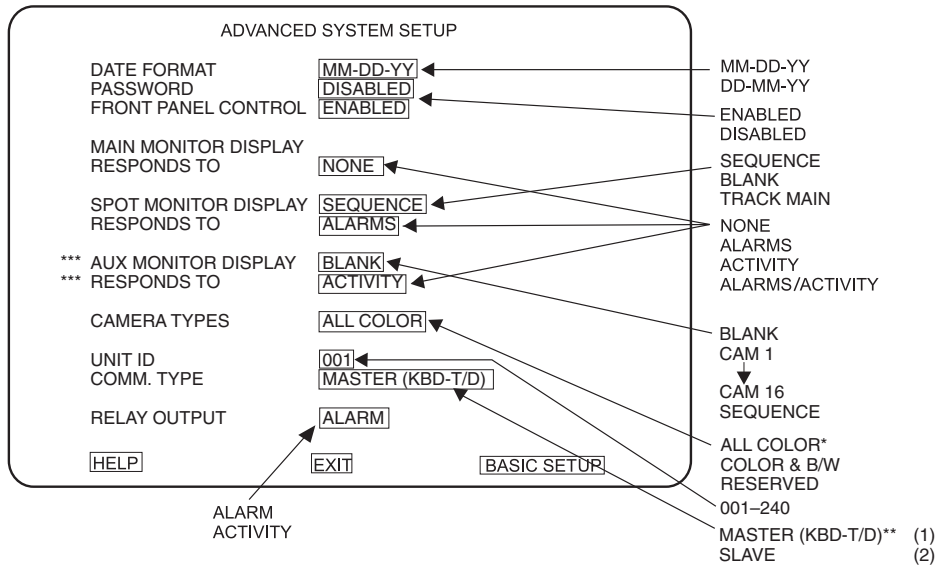 ADVANCED SYSTEM SETUP
DATE FORMAT MM-DD-YY
PASSWORD DISABLED
FRONT PANEL CONTROL ENABLED
MAIN MONITOR DISPLAY
RESPONDS TO NONE
SPOT MONITOR DISPLAY SEQUENCE
RESPONDS TO ALARMS
*** AUX MONITOR DISPLAY BLANK
*** RESPONDS TO ACTIVITY
CAMERA TYPES ALL COLOR
UNIT ID 001
COMM. TYPE MASTER (KBD-T/D)
RELAY OUTPUT ALARM
HELP EXIT BASIC SETUP
ALARM
ACTIVITY
MM-DD-YY
DD-MM-YY
ENABLED
DISABLED
SEQUENCE
BLANK
TRACK MAIN
NONE
ALARMS
ACTIVITY
ALARMS/ACTIVITY
BLANK
CAM 1
CAM 16
SEQUENCE
ALL COLOR*
COLOR & B/W
RESERVED
001–240
MASTER (KBD-T/D)** (1)
SLAVE (2)